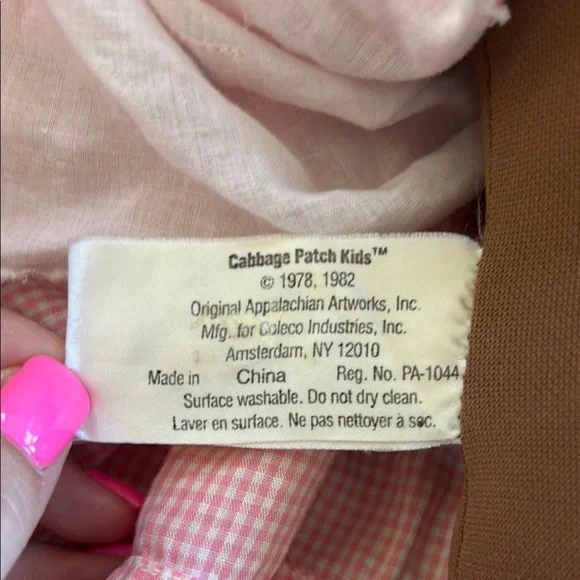 Cabbage Patch Kids™
© 1978, 1982
Original Appalachian Artworks, Inc.
Mfg. for Coleco Industries, Inc.
Amsterdam, NY 12010
Made in China Reg. No. PA-1044
Surface washable. Do not dry clean.
Laver en surface. Ne pas nettoyer à sec.